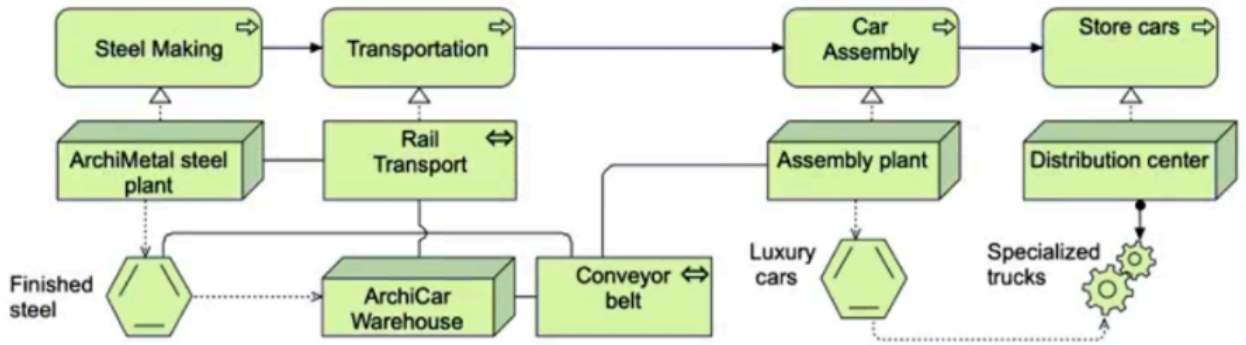 Steel Making
Transportation
Car
Assembly
Store cars
ArchiMetal steel
plant
Rail
Transport
Assembly plant
Distribution center
Finished
steel
ArchiCar
Warehouse
Conveyor
belt
Luxury
cars
Specialized
trucks